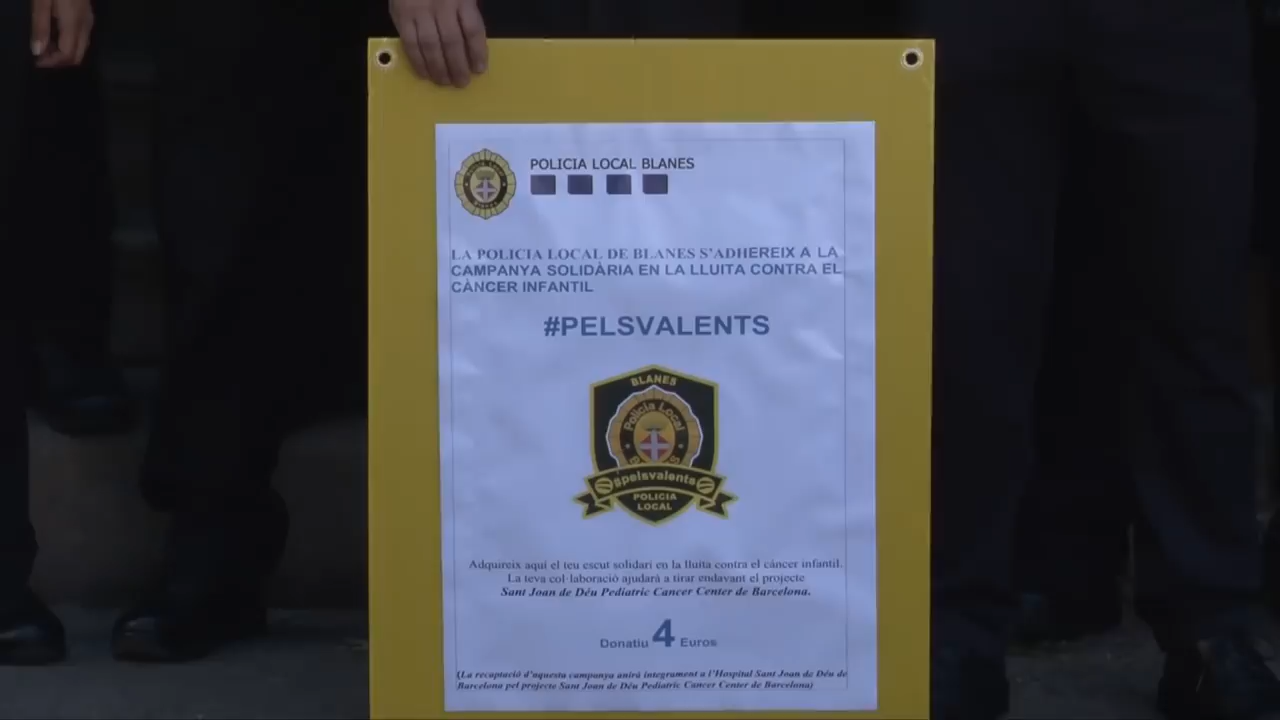 POLICIA LOCAL BLANES
LA POLICIA LOCAL DE BLANES S'ADHEREIX A LA
CAMPANYA SOLIDÀRIA EN LA LLUITA CONTRA EL
CÀNCER INFANTIL
#PELSVALENTS
BLANES
Policia Local
#pelsvalents
POLICIA
LOCAL
Adquireix aquí el teu escut solidari en la lluita contra el càncer infantil.
La teva col·laboració ajudarà a tirar endavant el projecte
Sant Joan de Déu Pediatric Cancer Center de Barcelona.
Donatiu 4 Euros
(La recaptació d'aquesta campanya anirà íntegrament a l'Hospital Sant Joan de Déu de
Barcelona pel projecte Sant Joan de Déu Pediatric Cancer Center de Barcelona)